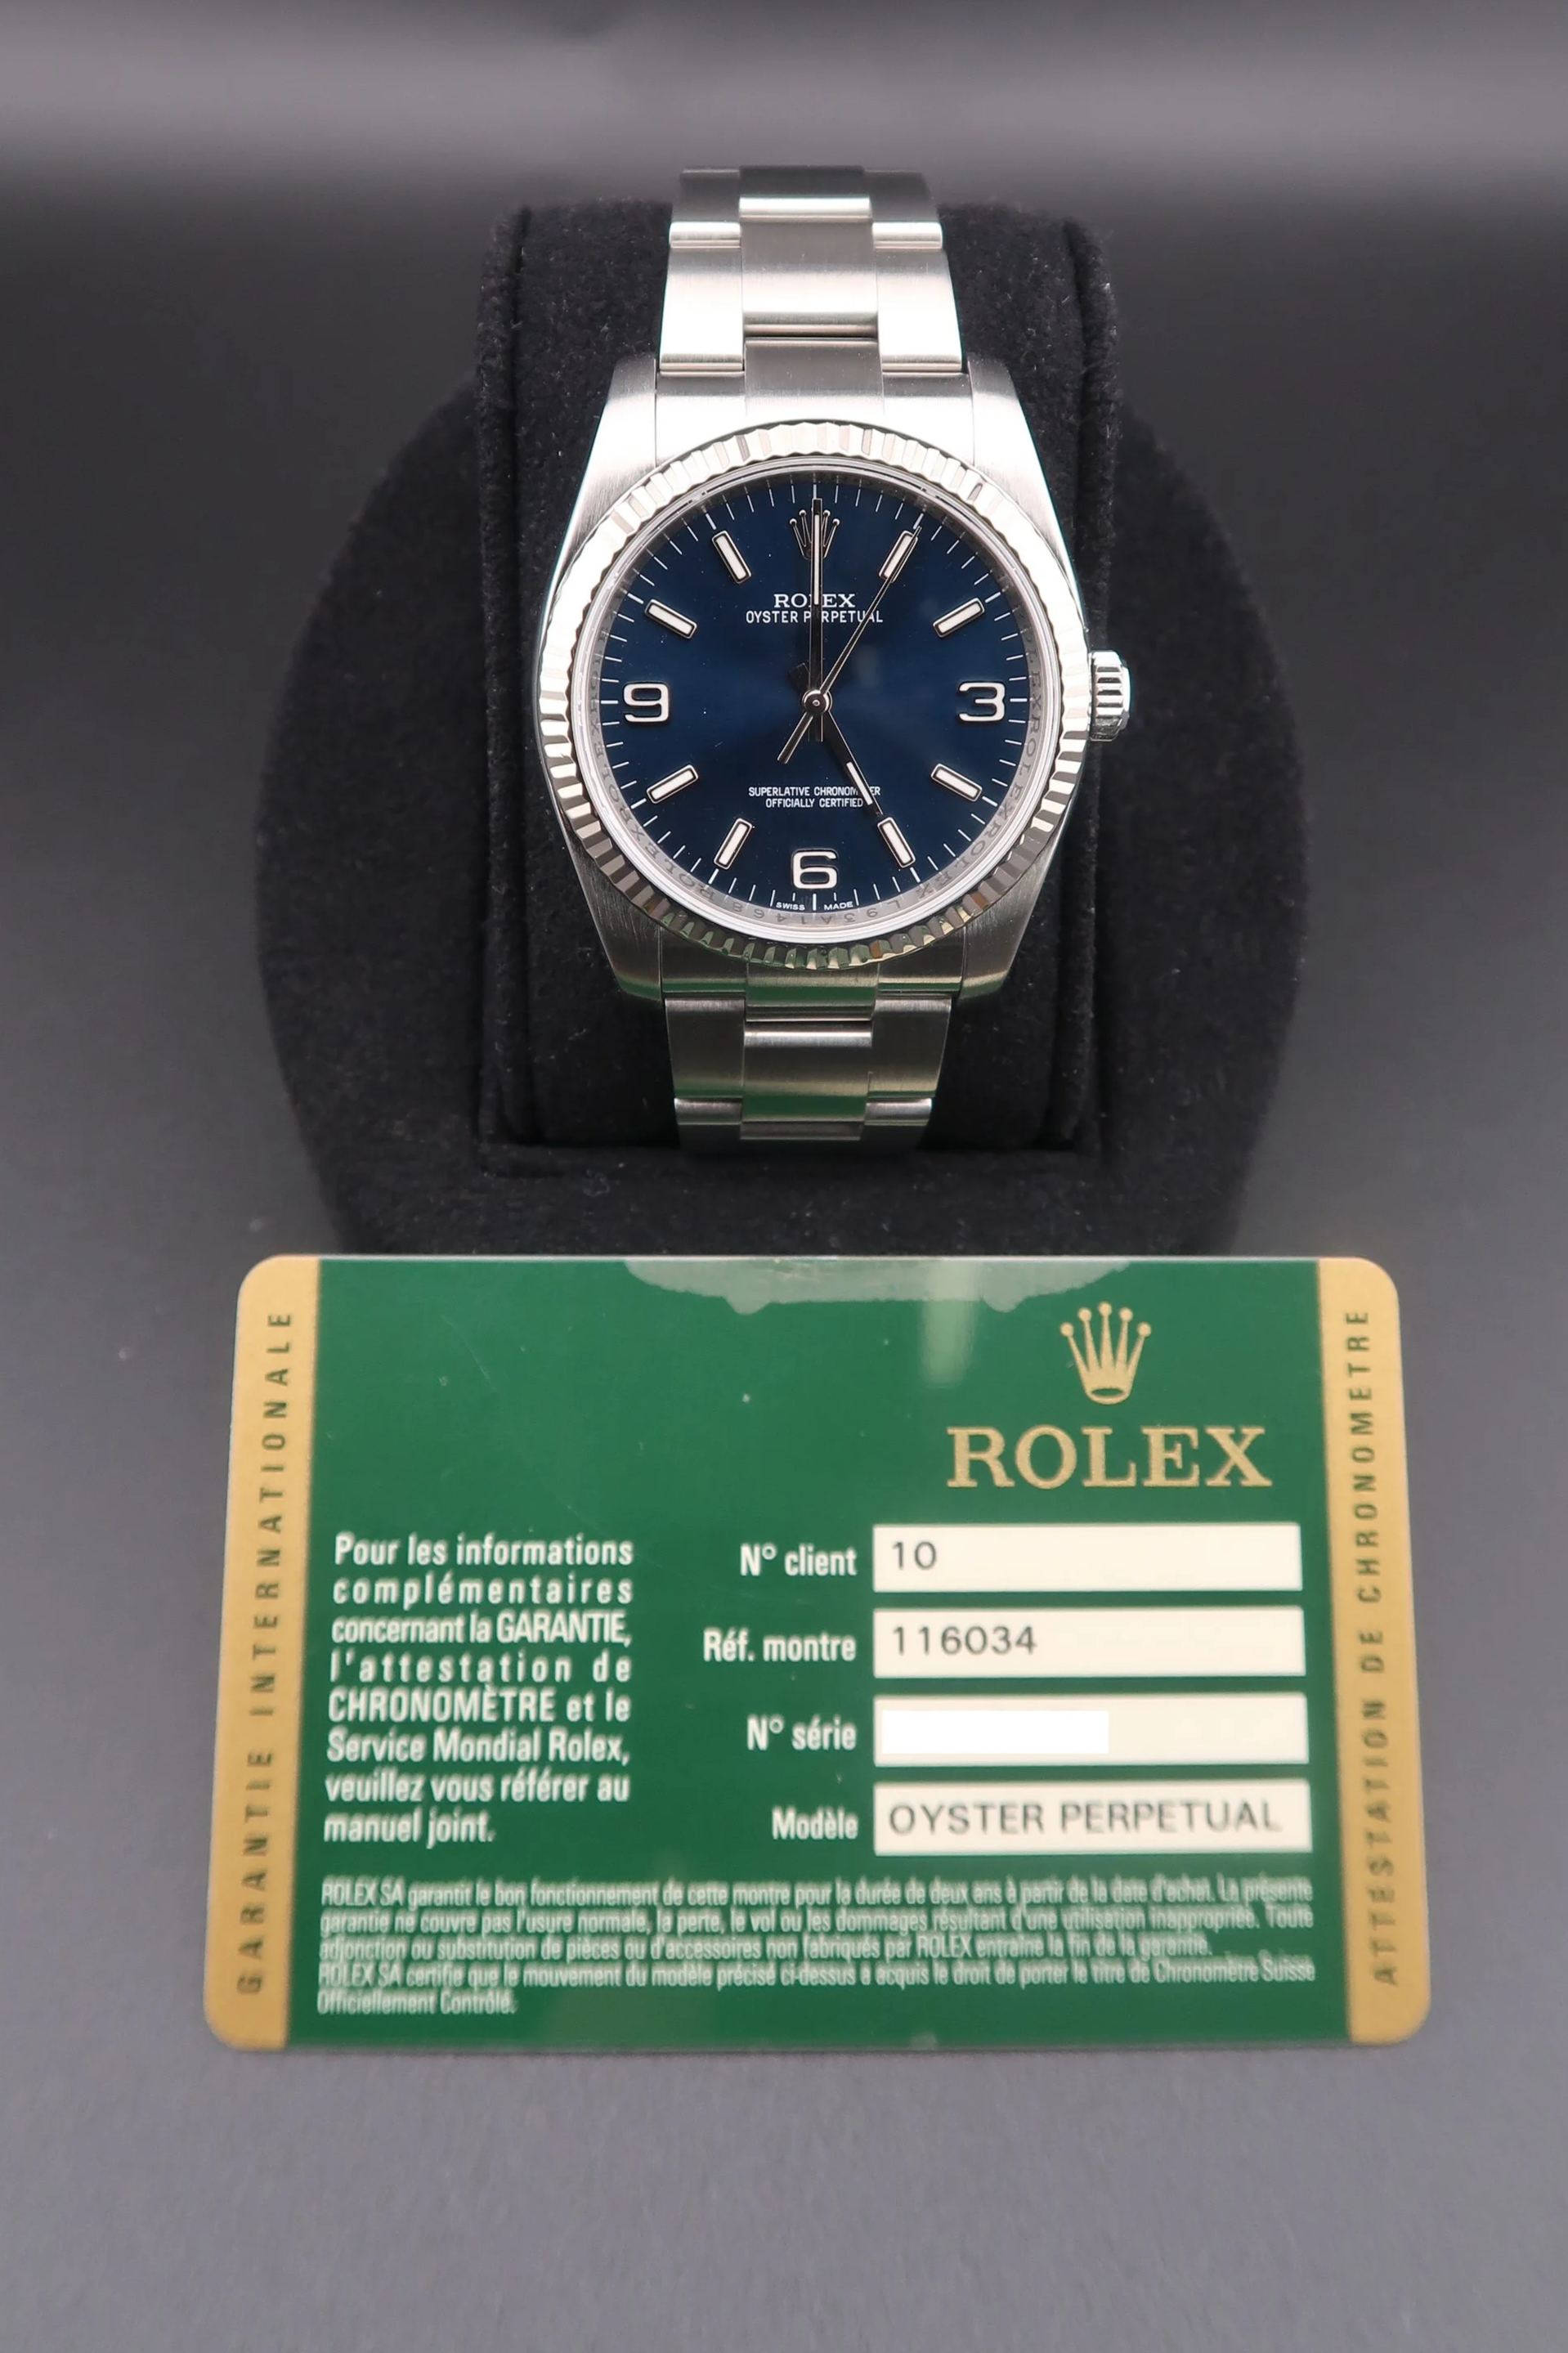 ROLEX
OYSTER PERPETUAL
9 3
SUPERLATIVE CHRONOMETER
OFFICIALLY CERTIFIED
6
SWISS MADE
GARANTIE INTERNATIONALE
ROLEX
Pour les informations
complémentaires
concernant la GARANTIE,
l'attestation de
CHRONOMÈTRE et le
Service Mondial Rolex,
veuillez vous référer au
manuel joint.
N° client 10
Réf. montre 116034
N° série
Modèle OYSTER PERPETUAL
ROLEX SA garantit le bon fonctionnement de cette montre pour la durée de deux ans à partir de la date d'achat. La présente
garantie ne couvre pas l'usure normale, la perte, le vol ou les dommages résultant d'une utilisation inappropriée. Toute
adjonction ou substitution de pièces ou d'accessoires non fabriqués par ROLEX entraîne la fin de la garantie.
ROLEX SA certifie que le mouvement du modèle précisé ci-dessus a acquis le droit de porter le titre de Chronomètre Suisse
Officiellement Contrôlé.
ATTESTATION DE CHRONOMETRE